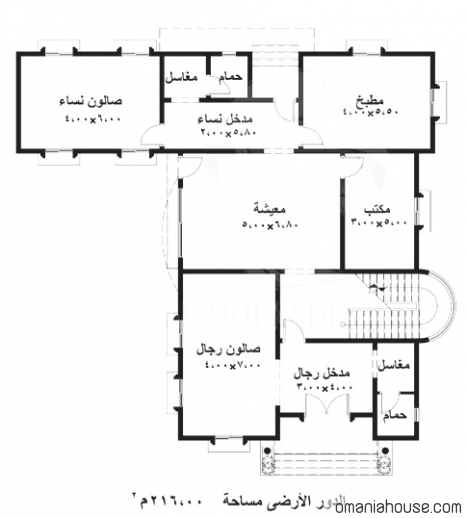 مغاسل
حمام
صالون نساء
٤,٠٠×٦,٠٠
مدخل نساء
٢,٠٠×٥,٨٠
مطبخ
٤,٠٠×٥,٥٠
معيشة
٥,٠٠×٦,٨٠
مكتب
٣,٠٠×٥,٠٠
صالون رجال
٤,٠٠×٧,٠٠
مدخل رجال
٣,٠٠×٤,٠٠
مغاسل
حمام
الدور الأرضى مساحة ٢١٦,٠٠م٢
omaniahouse.com